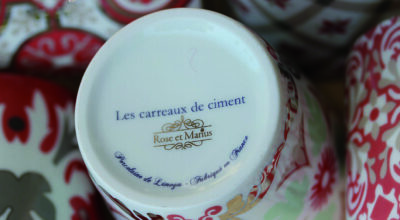 Les carreaux de ciment
Rose et Marius
Porcelaine de Limoges - Fabriqué en France